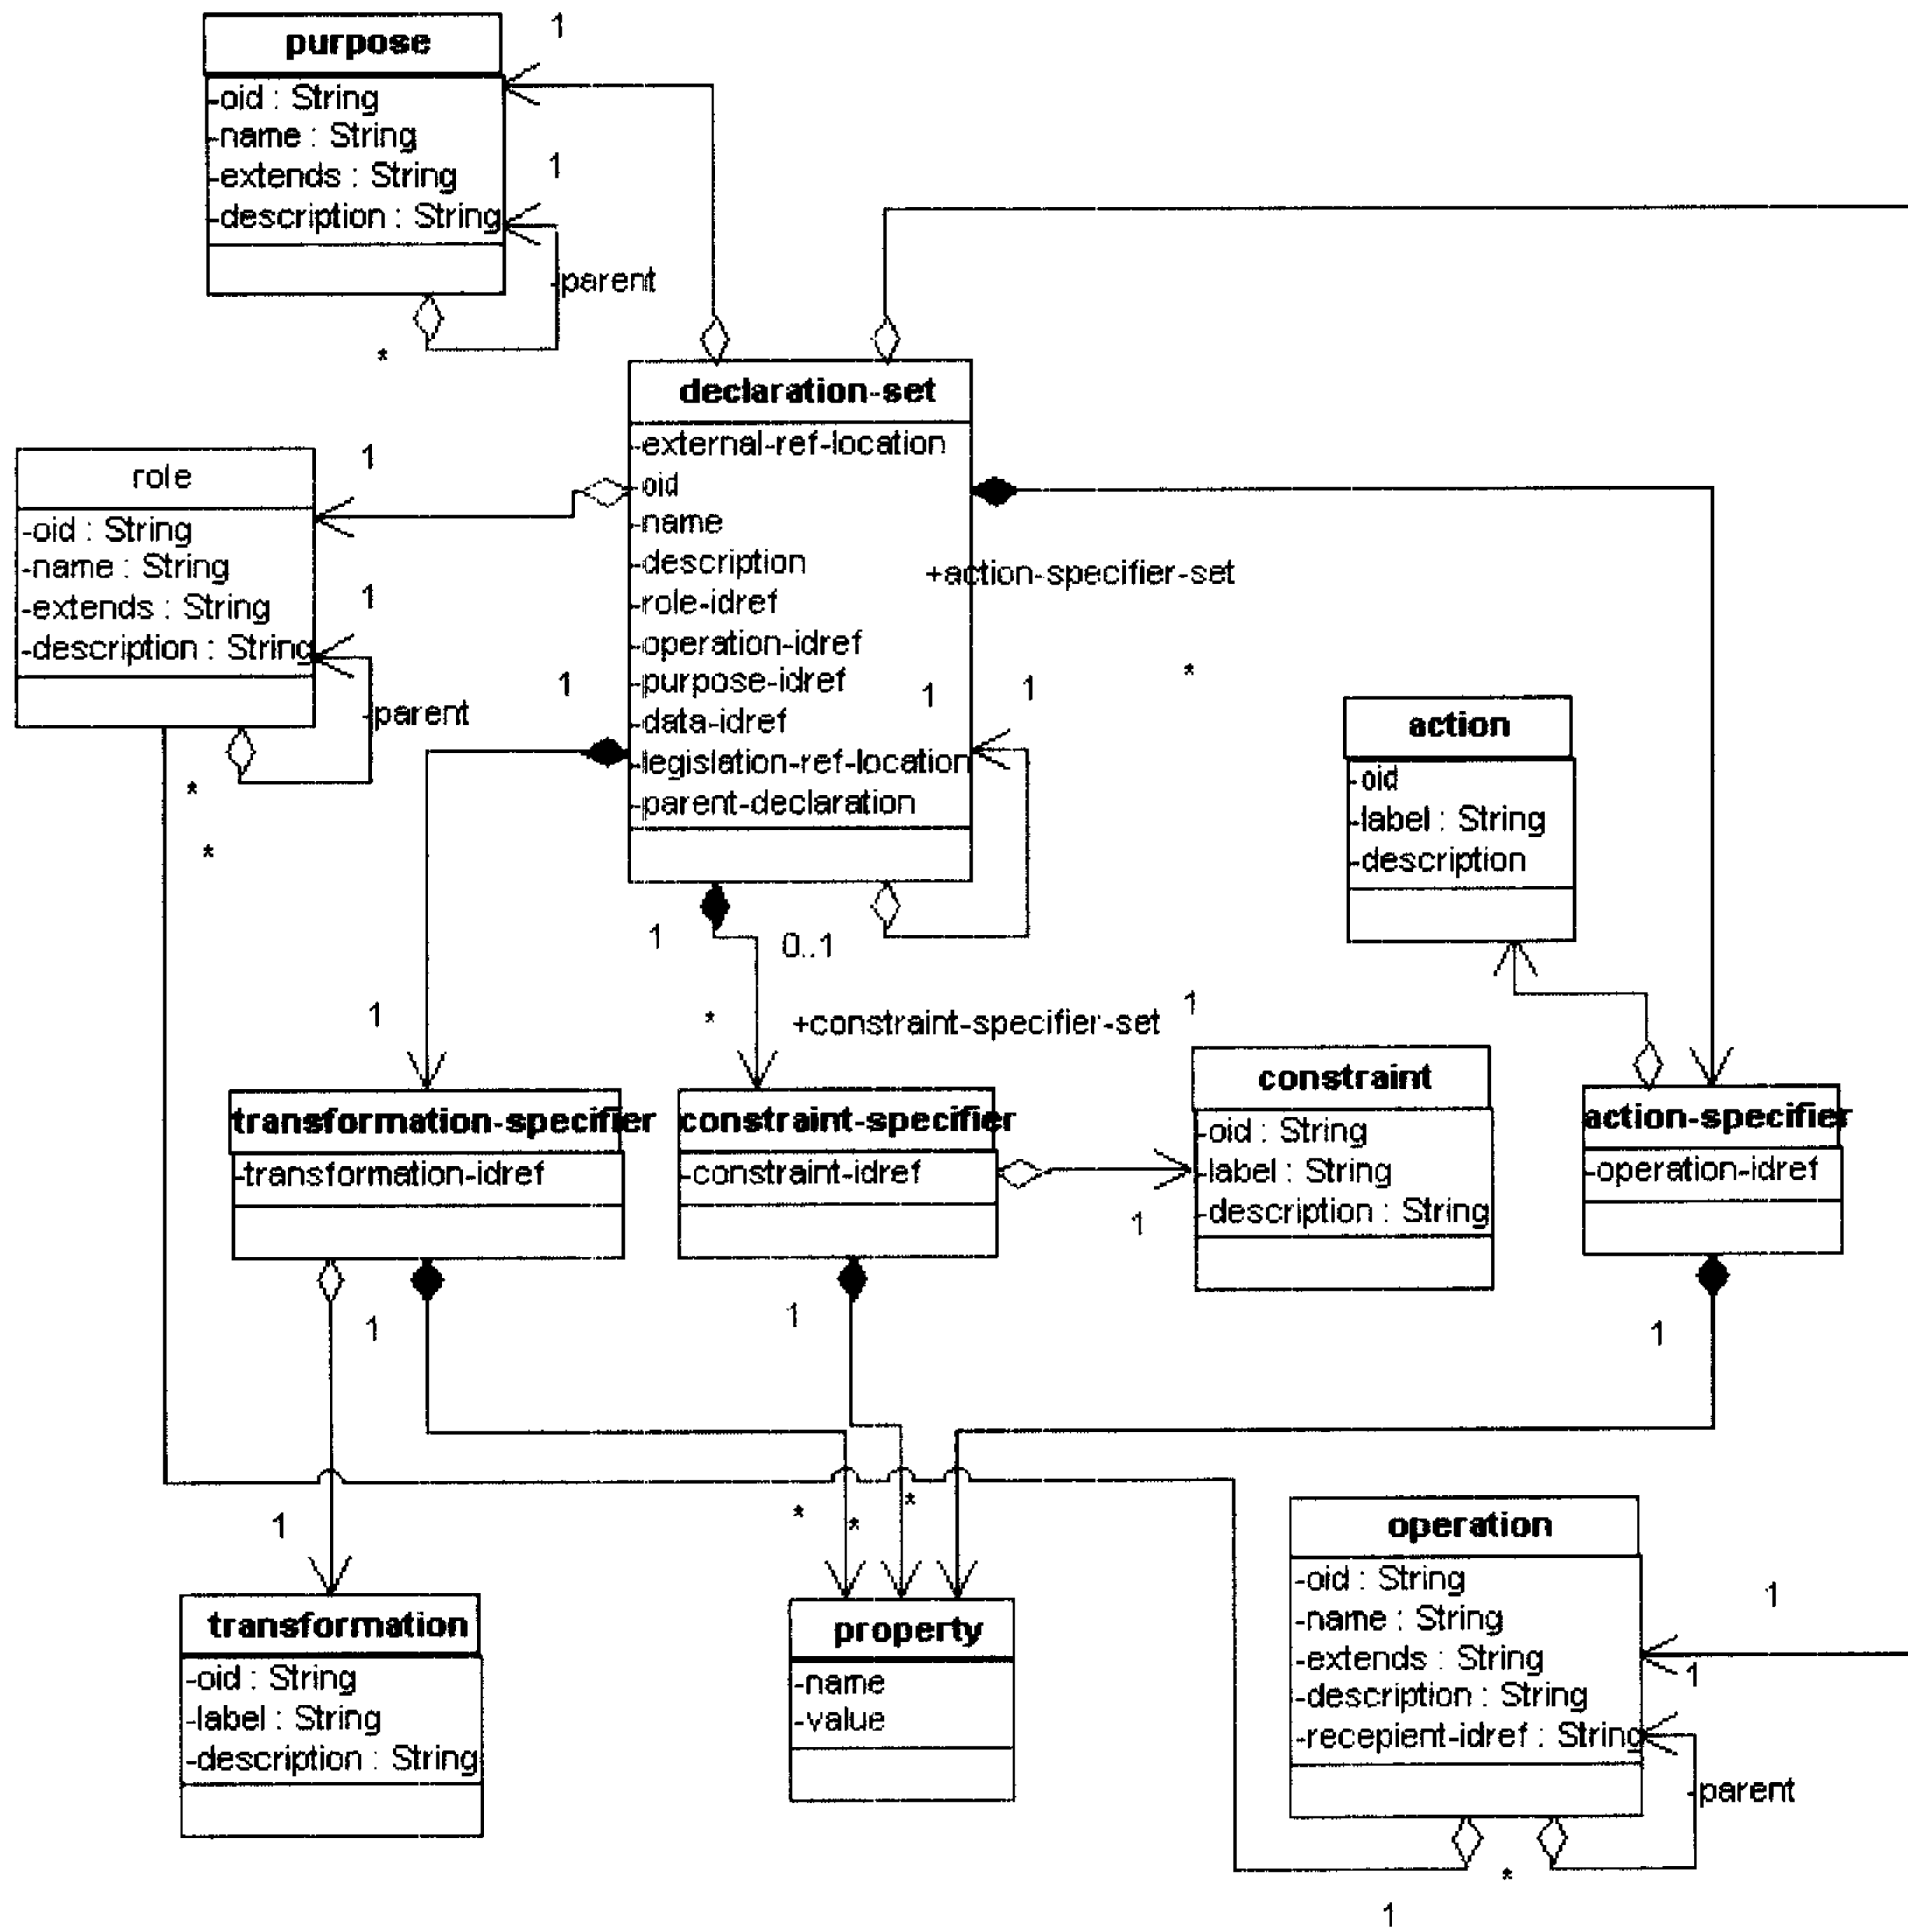 1
purpose
-oid : String
-name : String
-extends : String
-description : String
1
parent
*
declaration-set
-external-ref-location
-oid
-name
-description
-role-idref
-operation-idref
-purpose-idref
-data-idref
-legislation-ref-location
-parent-declaration
1
role
-oid : String
-name : String
-extends : String
-description : String
1
parent
*
*
+action-specifier-set
*
1
1
1
action
-oid
-label : String
-description
1
0..1
1
*
+constraint-specifier-set
1
transformation-specifier
-transformation-idref
constraint-specifier
-constraint-idref
constraint
-oid : String
-label : String
-description : String
1
action-specifier
-operation-idref
1
1
1
1
*
*
*
transformation
-oid : String
-label : String
-description : String
property
-name
-value
operation
-oid : String
-name : String
-extends : String
-description : String
-recepient-idref : String
1
1
parent
*
1